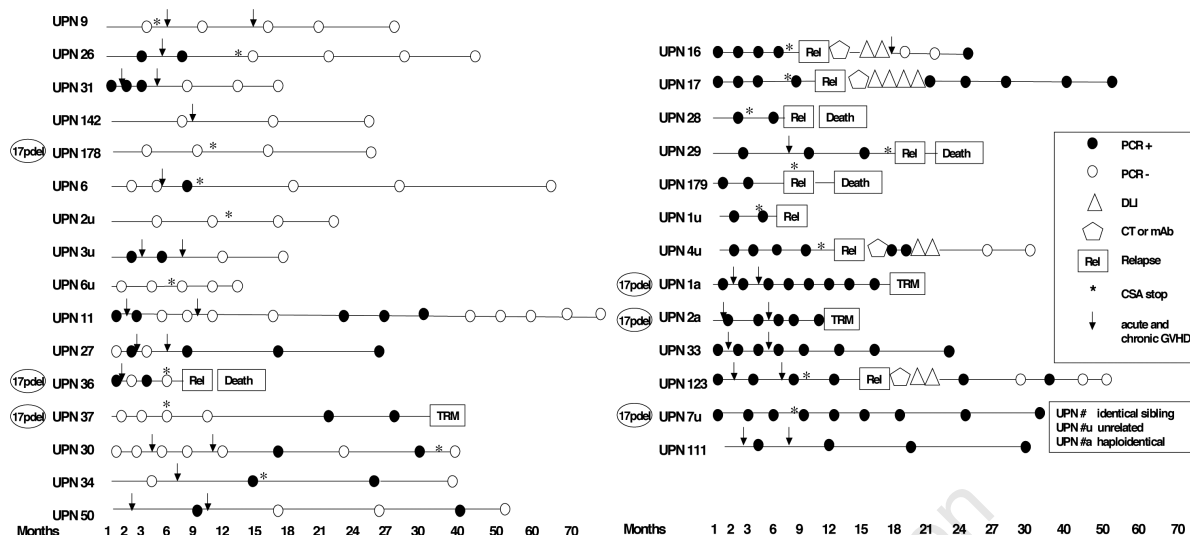 UPN 9
UPN 26
UPN 31
UPN 142
17pdel UPN 178
UPN 6
UPN 2u
UPN 3u
UPN 6u
UPN 11
UPN 27
17pdel UPN 36 Rel Death
17pdel UPN 37 TRM
UPN 30
UPN 34
UPN 50
Months 1 2 3 6 9 12 15 18 21 24 27 30 40 50 60 70
UPN 16 Rel
UPN 17 Rel
UPN 28 Rel Death
UPN 29 Rel Death
UPN 179 Rel Death
UPN 1u Rel
UPN 4u Rel
17pdel UPN 1a TRM
17pdel UPN 2a TRM
UPN 33
UPN 123 Rel
17pdel UPN 7u
UPN 111
Months 1 2 3 6 9 12 15 18 21 24 27 30 40 50 70
PCR +
PCR -
DLI
CT or mAb
Rel Relapse
* CSA stop
acute and
chronic GVHD
UPN # identical sibling
UPN #u unrelated
UPN #a haploidentical